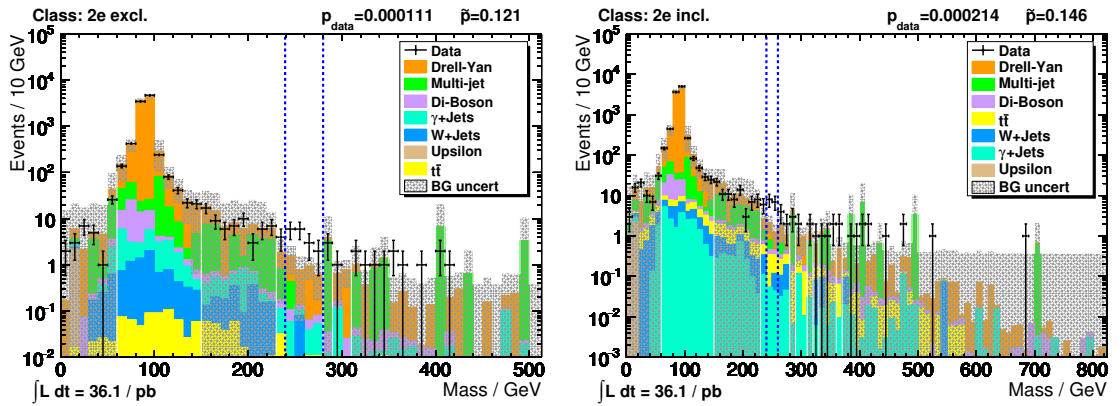 Class: 2e excl.
p_data=0.000111
p̃=0.121
Events / 10 GeV
10^5
10^4
10^3
10^2
10
1
10^-1
10^-2
Data
Drell-Yan
Multi-jet
Di-Boson
γ+Jets
W+Jets
Upsilon
tt̄
BG uncert
0 100 200 300 400 500
Mass / GeV
∫L dt = 36.1 / pb
Class: 2e incl.
p_data=0.000214
p̃=0.146
Events / 10 GeV
10^5
10^4
10^3
10^2
10
1
10^-1
10^-2
10^-3
Data
Drell-Yan
Multi-jet
Di-Boson
tt̄
W+Jets
γ+Jets
Upsilon
BG uncert
0 100 200 300 400 500 600 700 800
Mass / GeV
∫L dt = 36.1 / pb